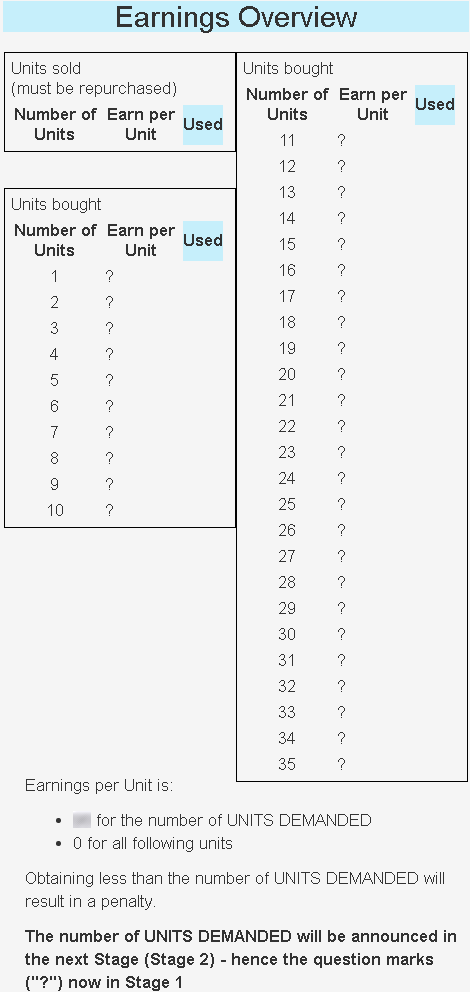 Earnings Overview
Units sold
(must be repurchased)
Number of Units Earn per Unit Used
Units bought
Number of Units Earn per Unit Used
1 ?
2 ?
3 ?
4 ?
5 ?
6 ?
7 ?
8 ?
9 ?
10 ?
Units bought
Number of Units Earn per Unit Used
11 ?
12 ?
13 ?
14 ?
15 ?
16 ?
17 ?
18 ?
19 ?
20 ?
21 ?
22 ?
23 ?
24 ?
25 ?
26 ?
27 ?
28 ?
29 ?
30 ?
31 ?
32 ?
33 ?
34 ?
35 ?
Earnings per Unit is:
• for the number of UNITS DEMANDED
• 0 for all following units
Obtaining less than the number of UNITS DEMANDED will
result in a penalty.
The number of UNITS DEMANDED will be announced in
the next Stage (Stage 2) - hence the question marks
("?") now in Stage 1